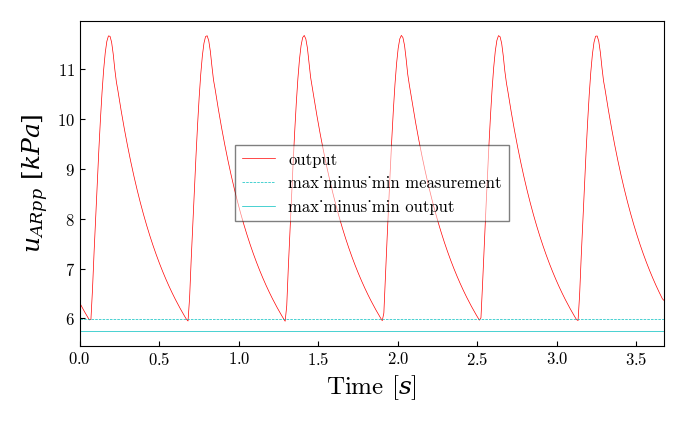 11
10
9
8
7
6
u_{ARpp} [kPa]
output
max˙minus˙min measurement
max˙minus˙min output
0.0 0.5 1.0 1.5 2.0 2.5 3.0 3.5
Time [s]